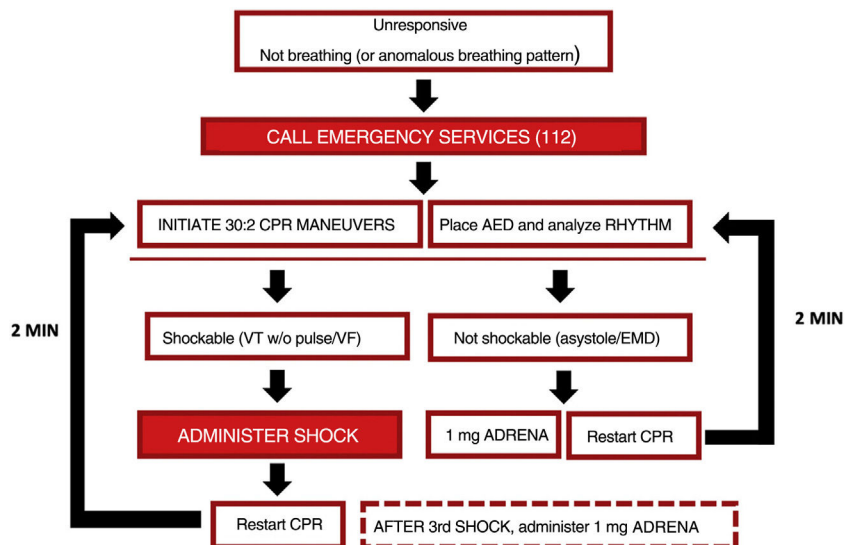 Unresponsive
Not breathing (or anomalous breathing pattern)
CALL EMERGENCY SERVICES (112)
INITIATE 30:2 CPR MANEUVERS
Place AED and analyze RHYTHM
2 MIN
Shockable (VT w/o pulse/VF)
Not shockable (asystole/EMD)
2 MIN
ADMINISTER SHOCK
1 mg ADRENA
Restart CPR
Restart CPR
AFTER 3rd SHOCK, administer 1 mg ADRENA